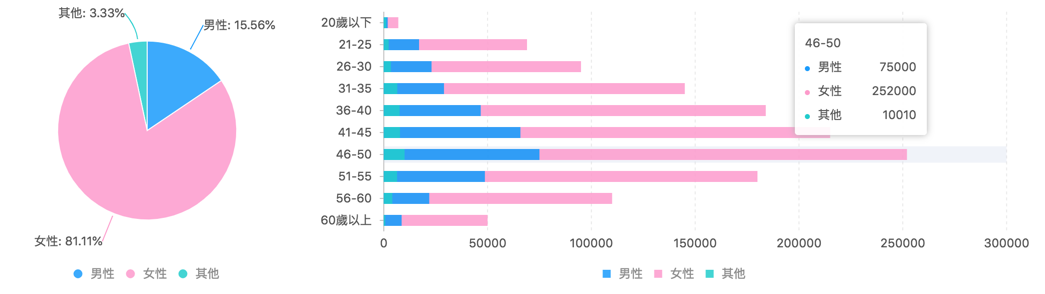 其他: 3.33%
男性: 15.56%
女性: 81.11%
男性 女性 其他
20歲以下
21-25
26-30
31-35
36-40
41-45
46-50
51-55
56-60
60歲以上
0 50000 100000 150000 200000 250000 300000
46-50
男性 75000
女性 252000
其他 10010
男性 女性 其他